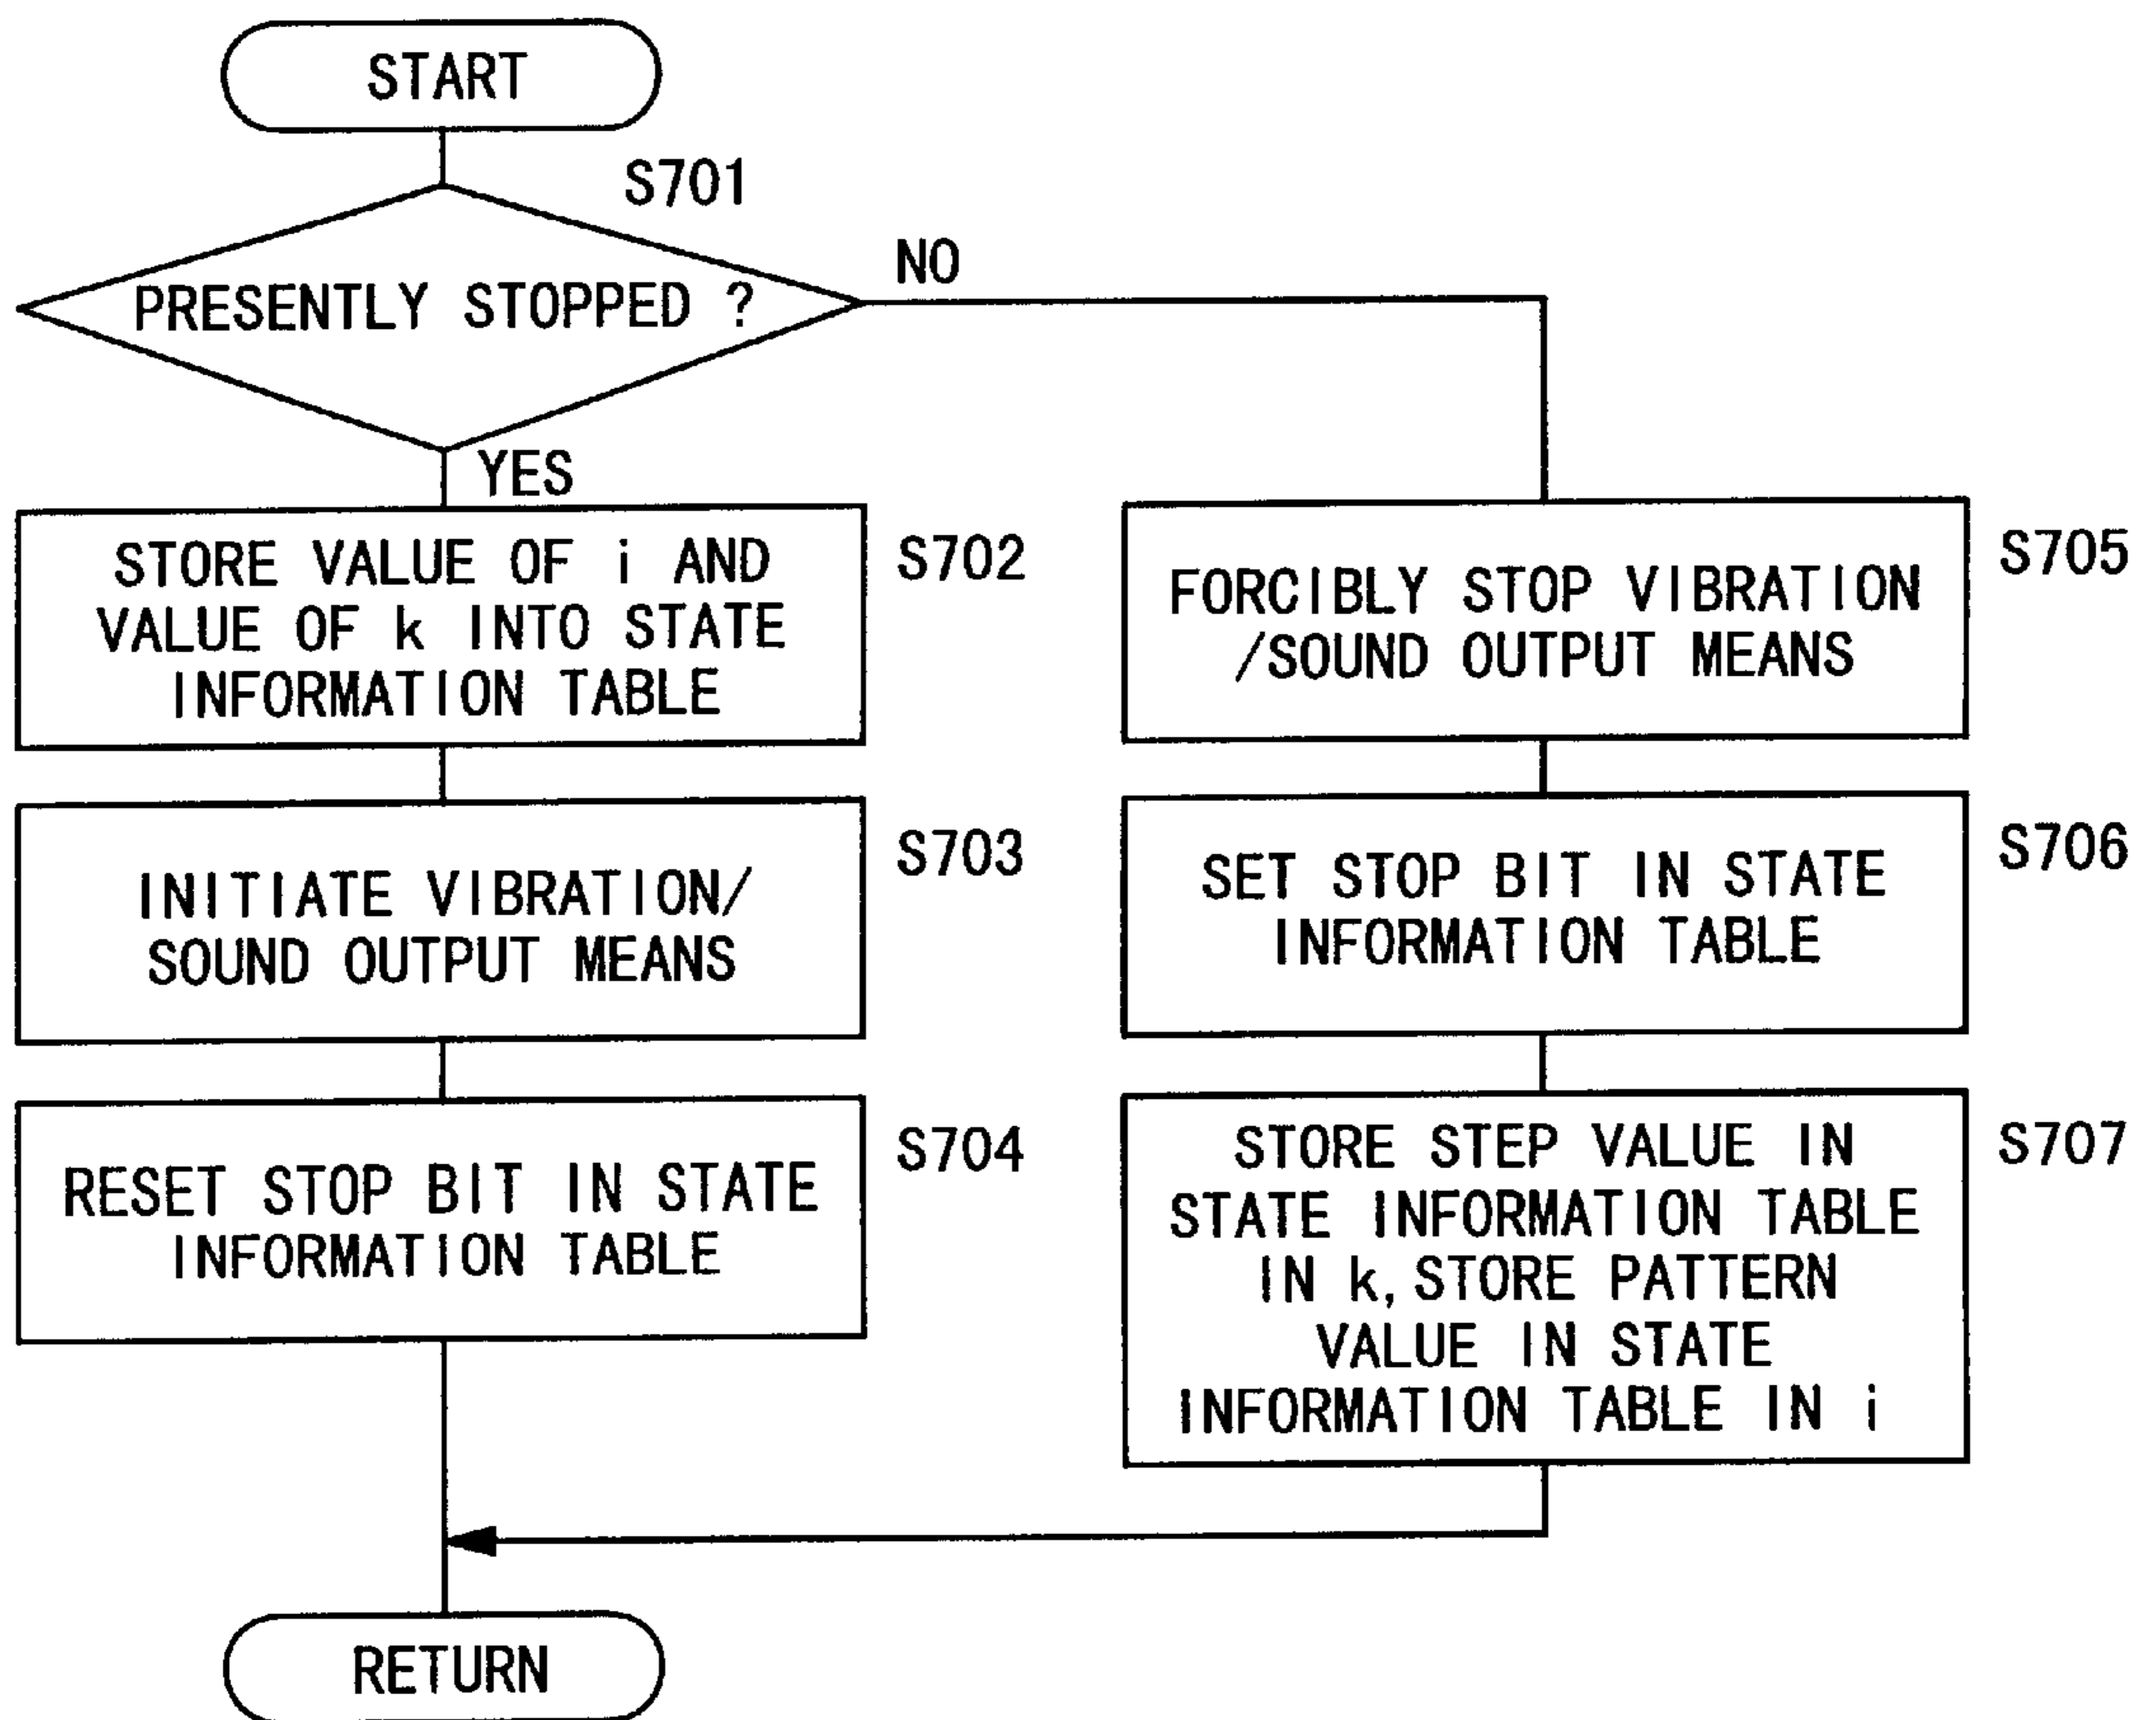 START
S701
PRESENTLY STOPPED ?
NO
YES
STORE VALUE OF i AND
VALUE OF k INTO STATE
INFORMATION TABLE
S702
INITIATE VIBRATION/
SOUND OUTPUT MEANS
S703
RESET STOP BIT IN STATE
INFORMATION TABLE
S704
FORCIBLY STOP VIBRATION
/SOUND OUTPUT MEANS
S705
SET STOP BIT IN STATE
INFORMATION TABLE
S706
STORE STEP VALUE IN
STATE INFORMATION TABLE
IN k, STORE PATTERN
VALUE IN STATE
INFORMATION TABLE IN i
S707
RETURN